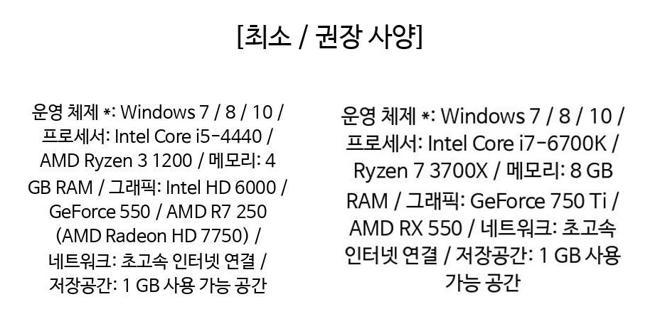 [최소 / 권장 사양]
운영 체제 *: Windows 7 / 8 / 10 /
프로세서: Intel Core i5-4440 /
AMD Ryzen 3 1200 / 메모리: 4
GB RAM / 그래픽: Intel HD 6000 /
GeForce 550 / AMD R7 250
(AMD Radeon HD 7750) /
네트워크: 초고속 인터넷 연결 /
저장공간: 1 GB 사용 가능 공간
운영 체제 *: Windows 7 / 8 / 10 /
프로세서: Intel Core i7-6700K /
Ryzen 7 3700X / 메모리: 8 GB
RAM / 그래픽: GeForce 750 Ti /
AMD RX 550 / 네트워크: 초고속
인터넷 연결 / 저장공간: 1 GB 사용
가능 공간